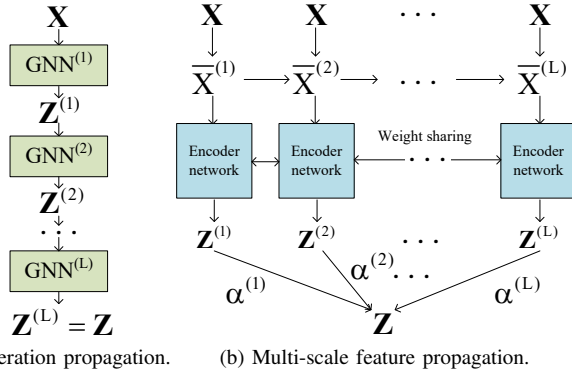 X
GNN^(1)
Z^(1)
GNN^(2)
Z^(2)
. . .
GNN^(L)
Z^(L) = Z
eration propagation.
X X . . . X
X̅^(1) X̅^(2) . . . X̅^(L)
Weight sharing
Encoder network
Encoder network
. . .
Encoder network
Z^(1) Z^(2) . . . Z^(L)
α^(1) α^(2) . . . α^(L)
Z
(b) Multi-scale feature propagation.